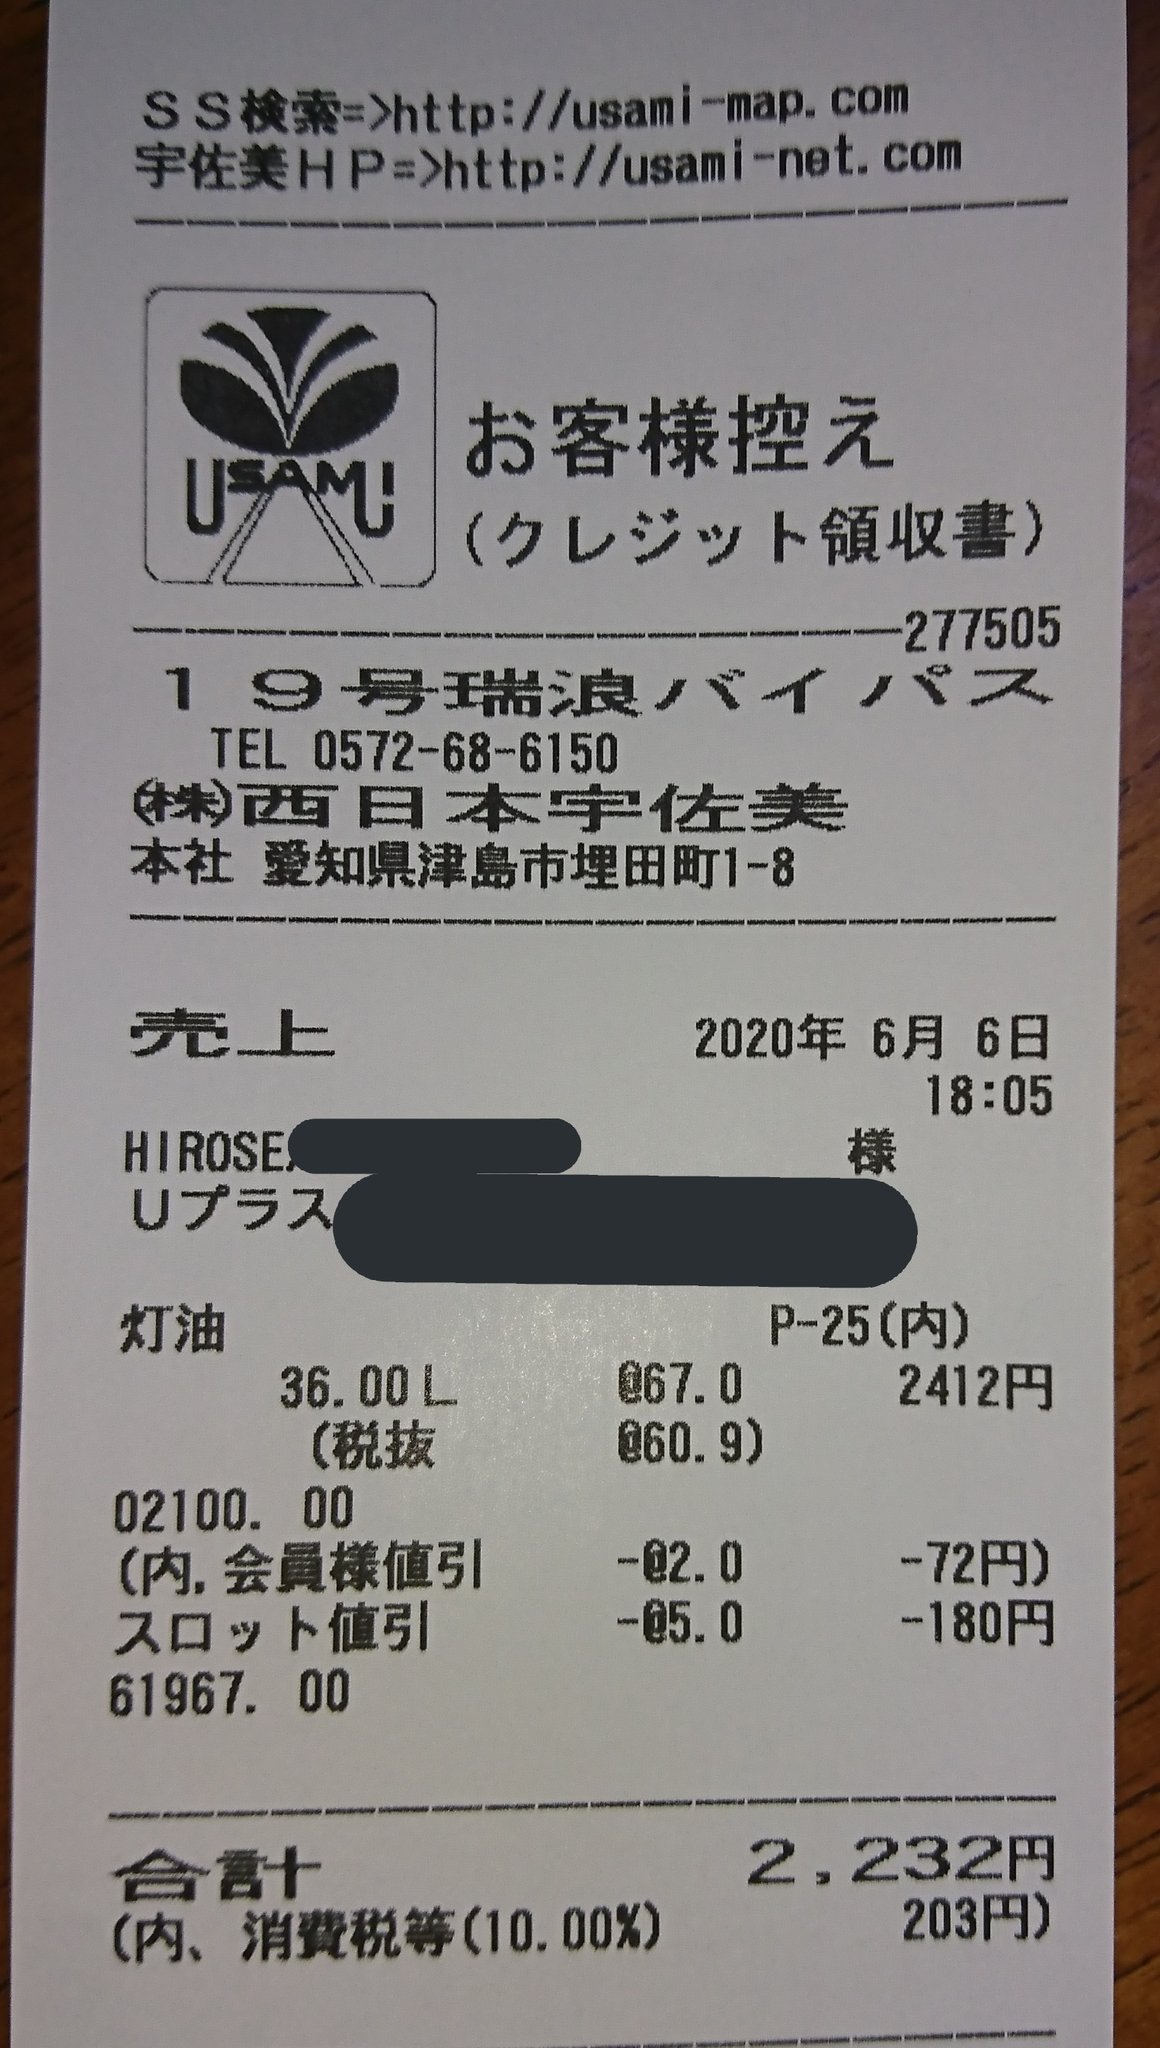 ＳＳ検索=>http://usami-map.com
宇佐美ＨＰ=>http://usami-net.com
USAMI
お客様控え
(クレジット領収書)
277505
１９号瑞浪バイパス
TEL 0572-68-6150
㈱西日本宇佐美
本社 愛知県津島市埋田町1-8
売上 2020年 6月 6日
18:05
HIROSE 様
Ｕプラス
灯油 P-25(内)
36.00Ｌ @67.0 2412円
(税抜 @60.9)
02100. 00
(内,会員様値引 -@2.0 -72円)
スロット値引 -@5.0 -180円
61967. 00
合計 2,232円
(内、消費税等(10.00%) 203円)